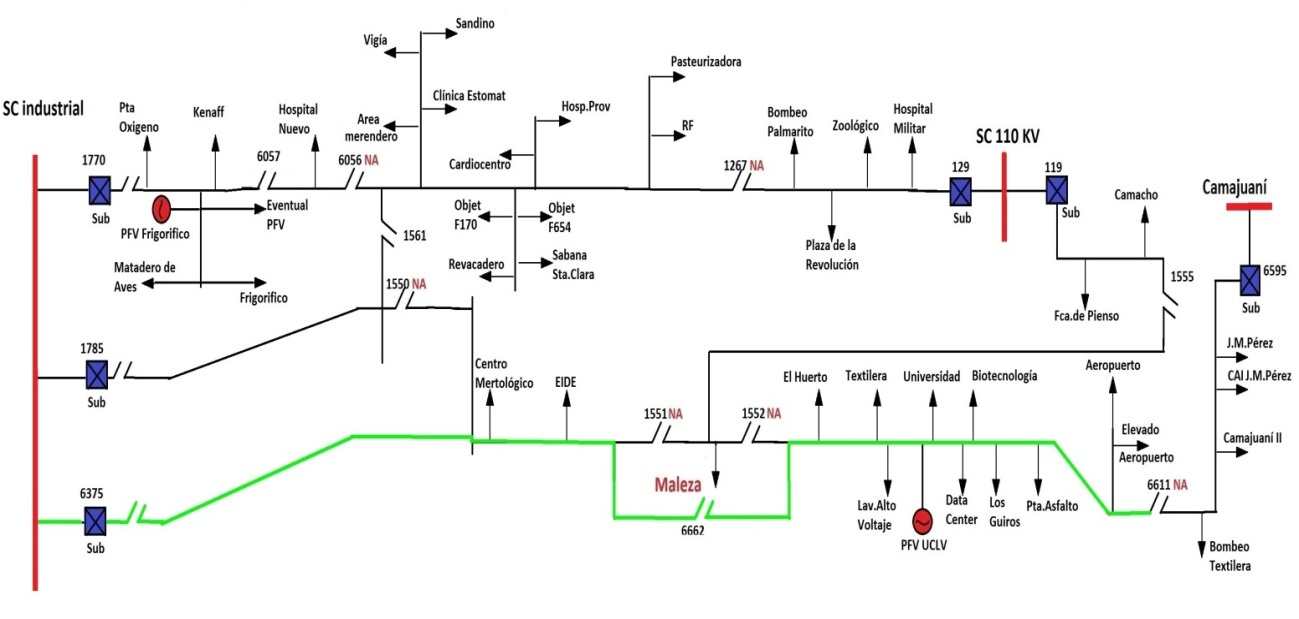 Sandino
Vigía
Pasteurizadora
SC industrial
Pta
Oxigeno
Kenaff
Hospital
Nuevo
Clínica Estomat
Area
merendero
Hosp.Prov
RF
Bombeo
Palmarito
Zoológico
Hospital
Militar
SC 110 KV
1770
6057
6056 NA
Cardiocentro
1267 NA
129
119
Camajuaní
Sub
Sub
Sub
Camacho
PFV Frigorifico
Eventual
PFV
Objet
F170
Objet
F654
1561
Plaza de la
Revolución
Matadero de
Aves
Frigorifico
Revacadero
Sabana
Sta.Clara
1550 NA
1555
6595
Sub
Fca.de Pienso
1785
Sub
Centro
Mertológico
EIDE
J.M.Pérez
CAI J.M.Pérez
El Huerto
Textilera
Universidad
Biotecnología
Aeropuerto
1551 NA
1552 NA
Elevado
Aeropuerto
Camajuaní II
Maleza
6662
6375
Sub
Lav.Alto
Voltaje
PFV UCLV
Data
Center
Los
Guiros
Pta.Asfalto
6611 NA
Bombeo
Textilera